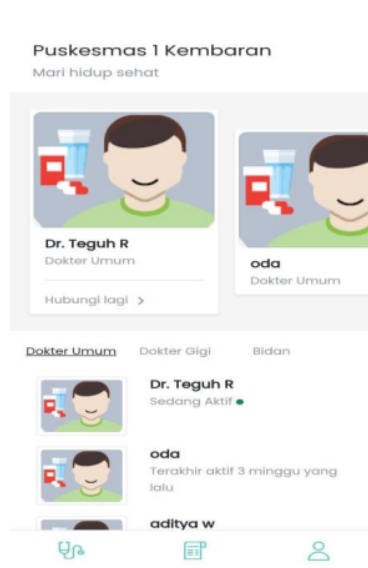 Puskesmas 1 Kembaran
Mari hidup sehat
Dr. Teguh R
Dokter Umum
Hubungi lagi >
oda
Dokter Umum
Dokter Umum Dokter Gigi Bidan
Dr. Teguh R
Sedang Aktif
oda
Terakhir aktif 3 minggu yang
lalu
aditya w